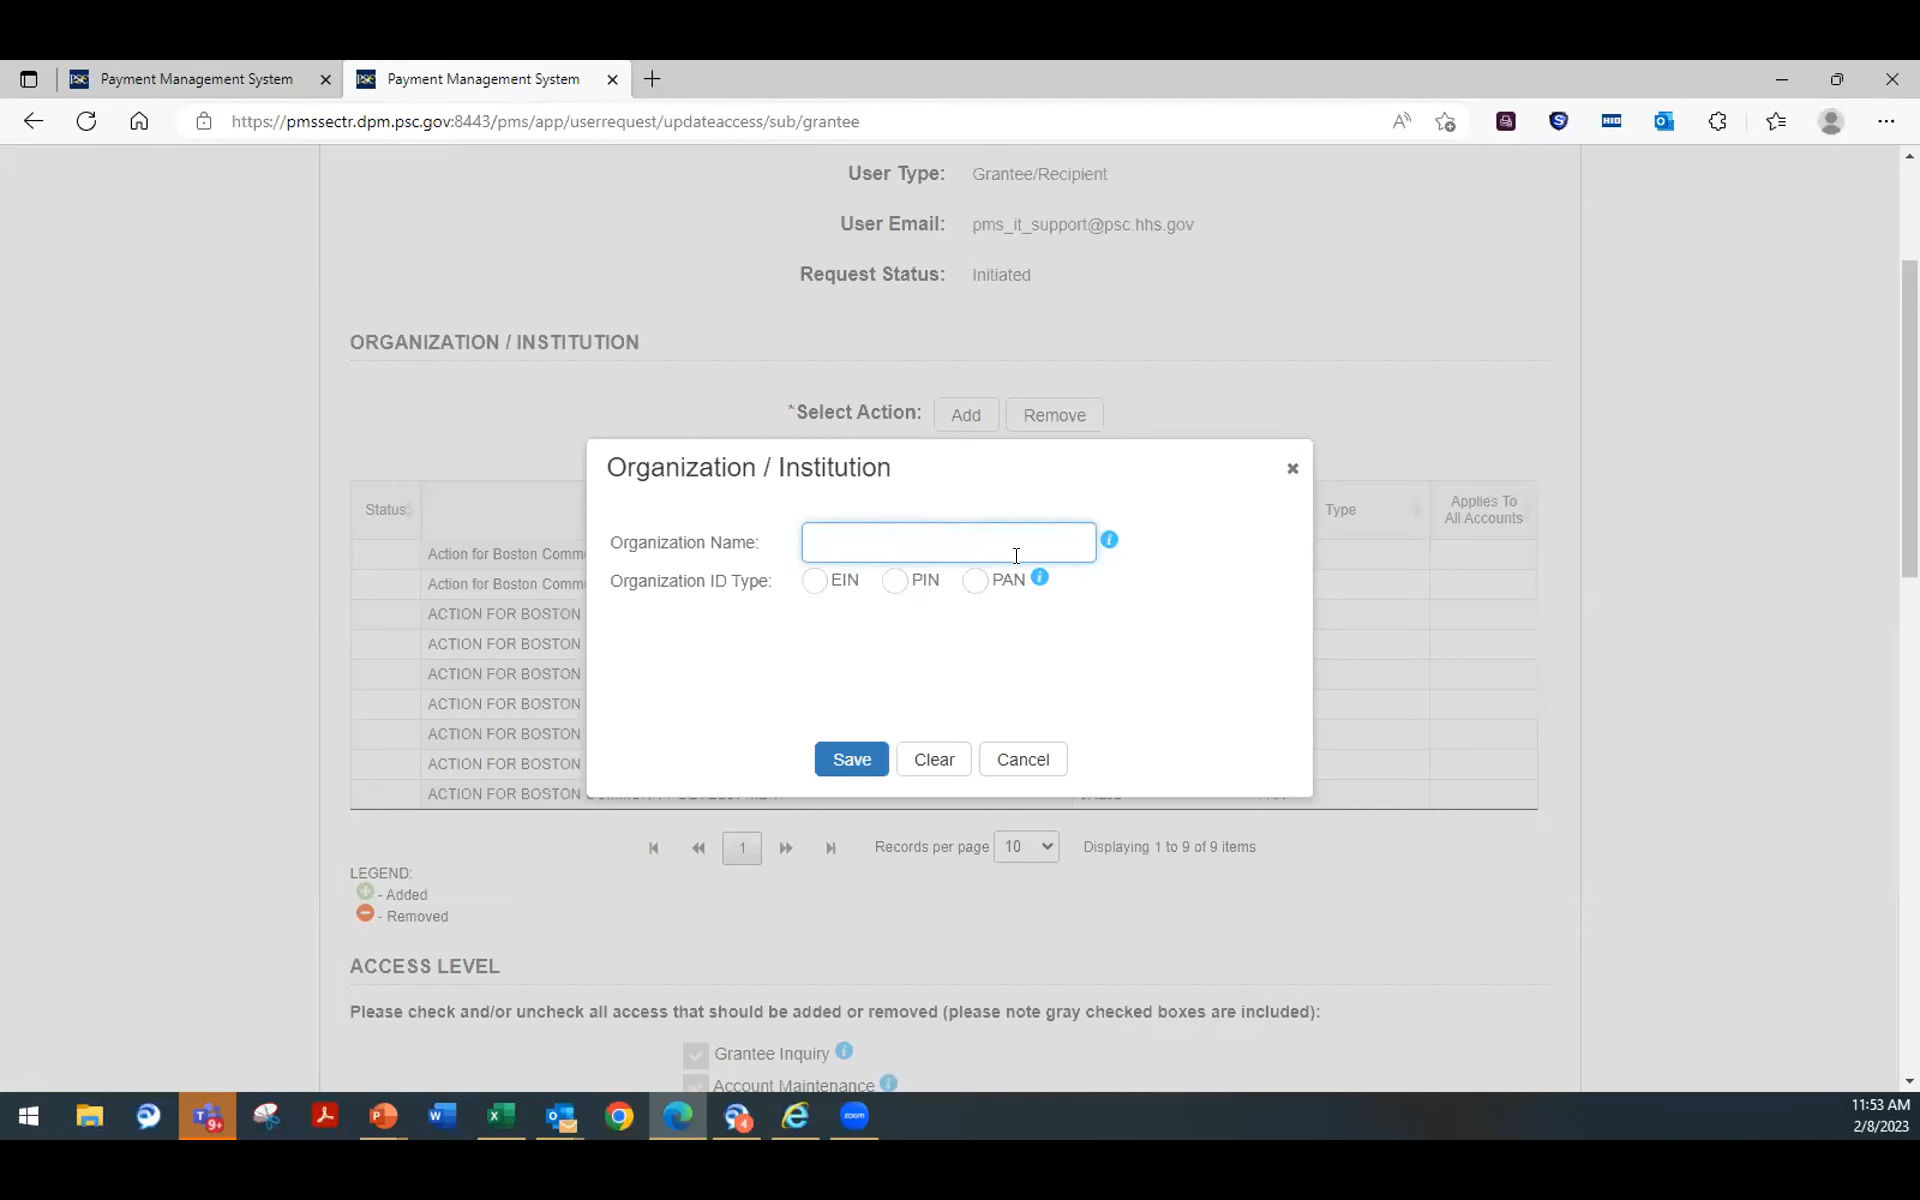 Payment Management System
Payment Management System
https://pmssectr.dpm.psc.gov:8443/pms/app/userrequest/updateaccess/sub/grantee
User Type: Grantee/Recipient
User Email: pms_it_support@psc.hhs.gov
Request Status: Initiated
ORGANIZATION / INSTITUTION
*Select Action: Add Remove
Organization / Institution
Status Type Applies To
All Accounts
Organization Name:
Organization ID Type: EIN PIN PAN
Action for Boston
Action for Boston
ACTION FOR BOSTON
ACTION FOR BOSTON
ACTION FOR BOSTON
ACTION FOR BOSTON
ACTION FOR BOSTON
ACTION FOR BOSTON
ACTION FOR BOSTON
Save Clear Cancel
1 Records per page 10 Displaying 1 to 9 of 9 items
LEGEND:
- Added
- Removed
ACCESS LEVEL
Please check and/or uncheck all access that should be added or removed (please note gray checked boxes are included):
Grantee Inquiry
Account Maintenance
9+
4
zoom
11:53 AM
2/8/2023